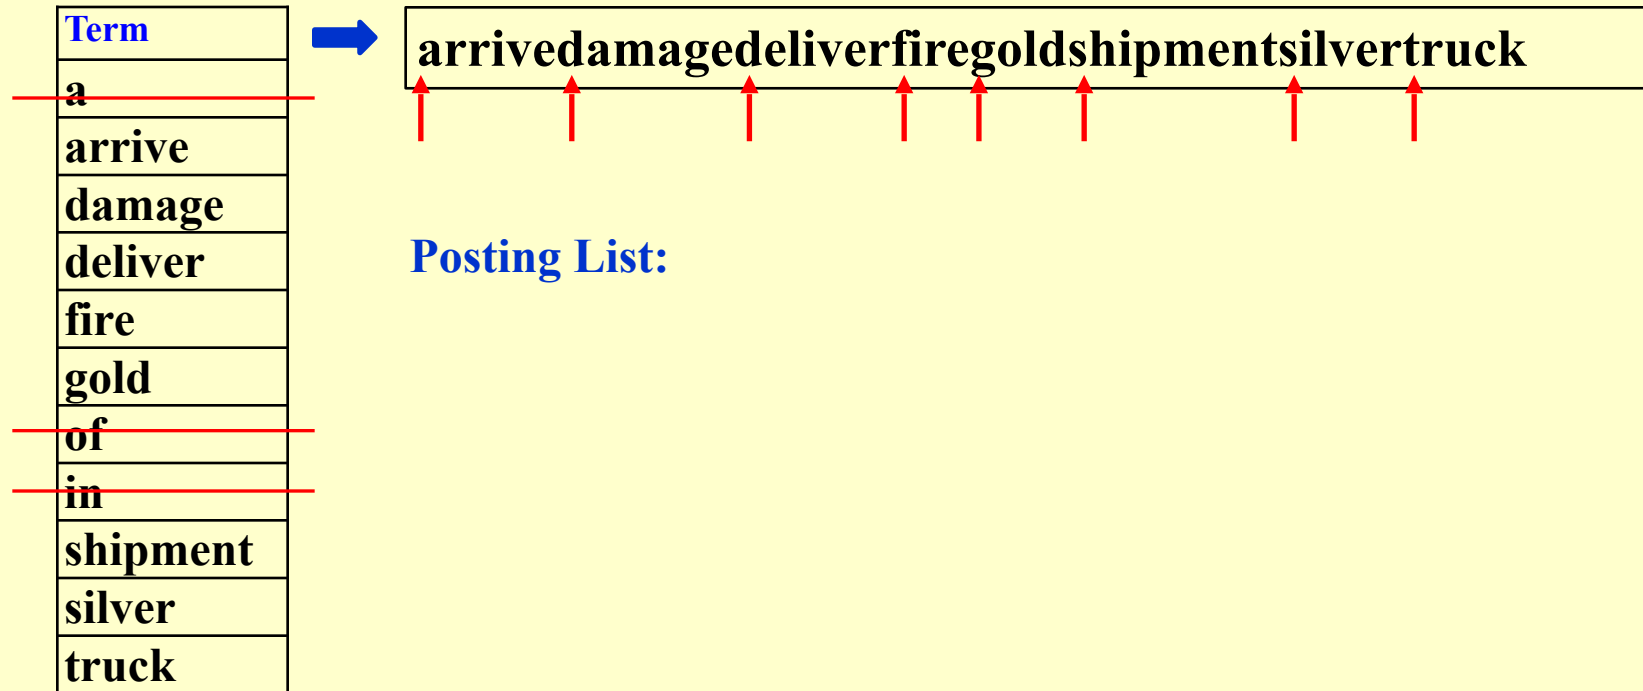 Term
a
arrive
damage
deliver
fire
gold
of
in
shipment
silver
truck
arrivedamagedeliverfiregoldshipmentsilvertruck
Posting List: